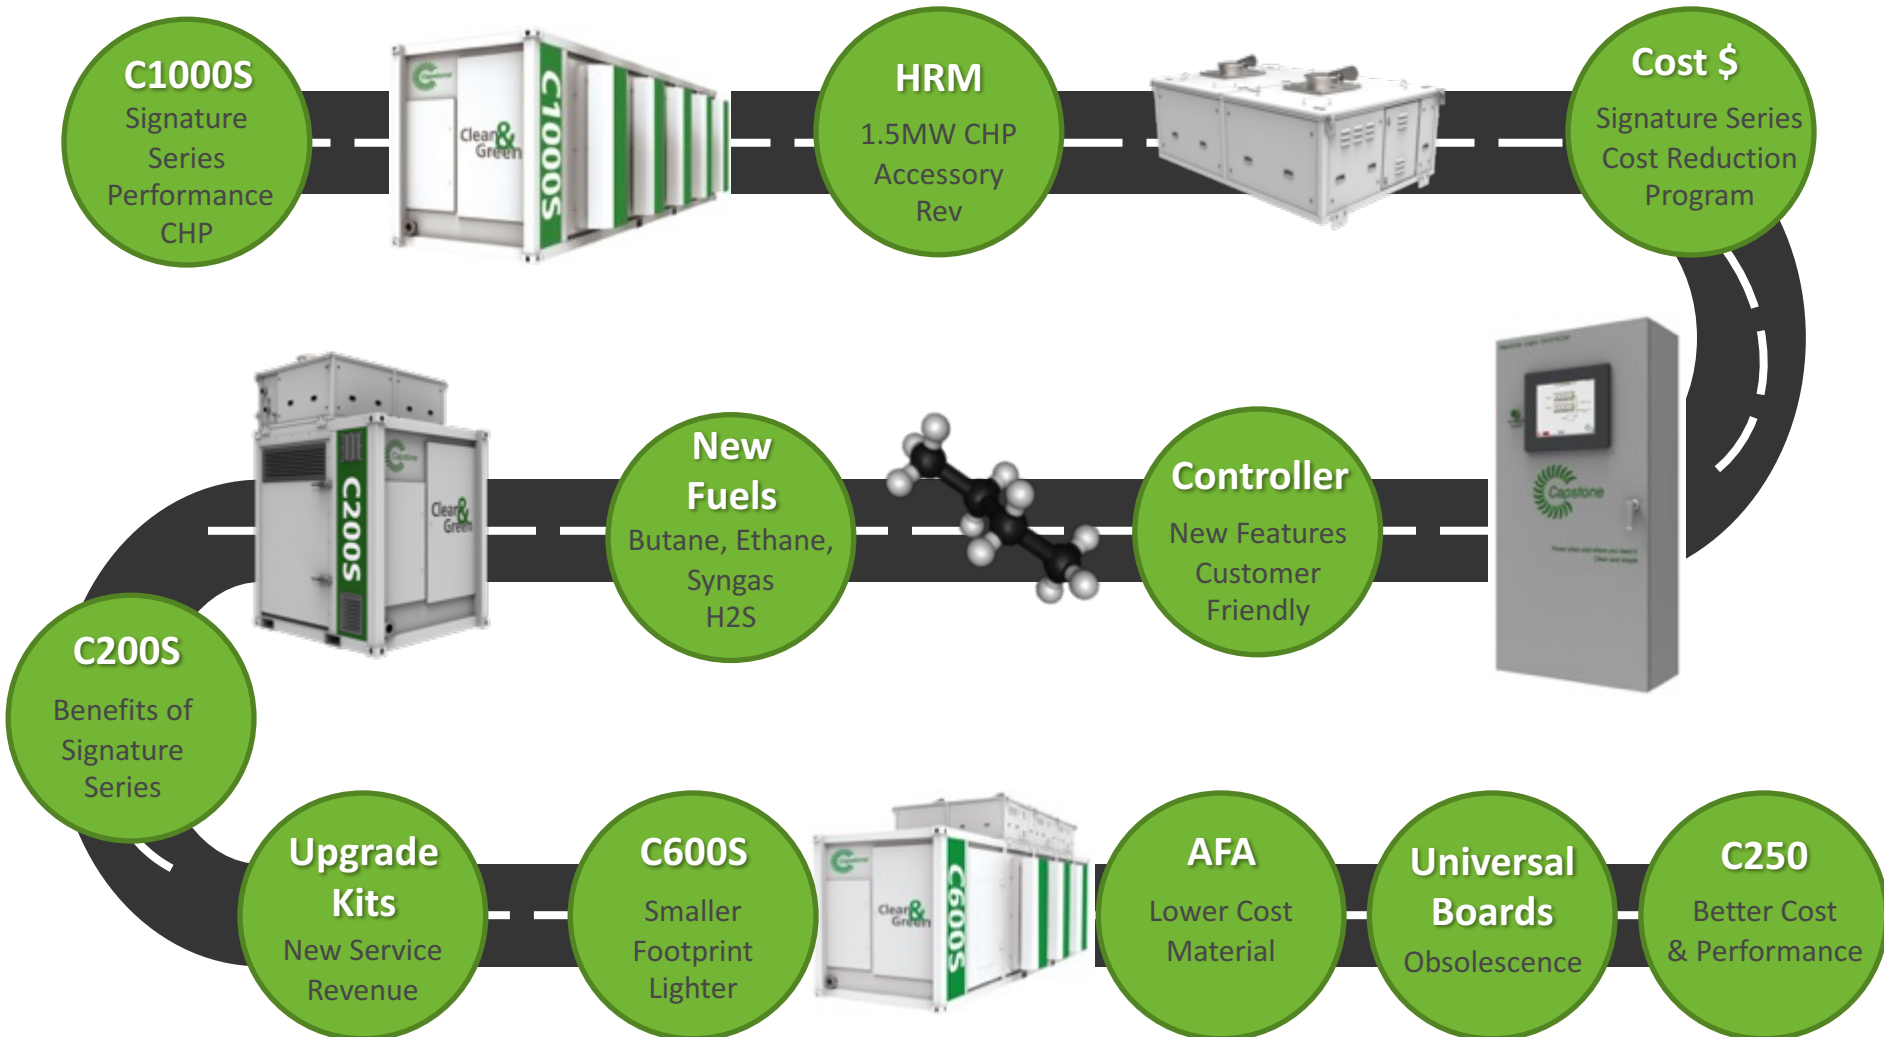 C1000S
Signature
Series
Performance
CHP
Capstone
Clean&
Green
C1000S
HRM
1.5MW CHP
Accessory
Rev
Cost $
Signature Series
Cost Reduction
Program
Capstone
Controller
New Features
Customer
Friendly
New
Fuels
Butane, Ethane,
Syngas
H2S
Capstone
Clean&
Green
C200S
C200S
Benefits of
Signature
Series
Upgrade
Kits
New Service
Revenue
C600S
Smaller
Footprint
Lighter
Capstone
Clean&
Green
C600S
AFA
Lower Cost
Material
Universal
Boards
Obsolescence
C250
Better Cost
& Performance